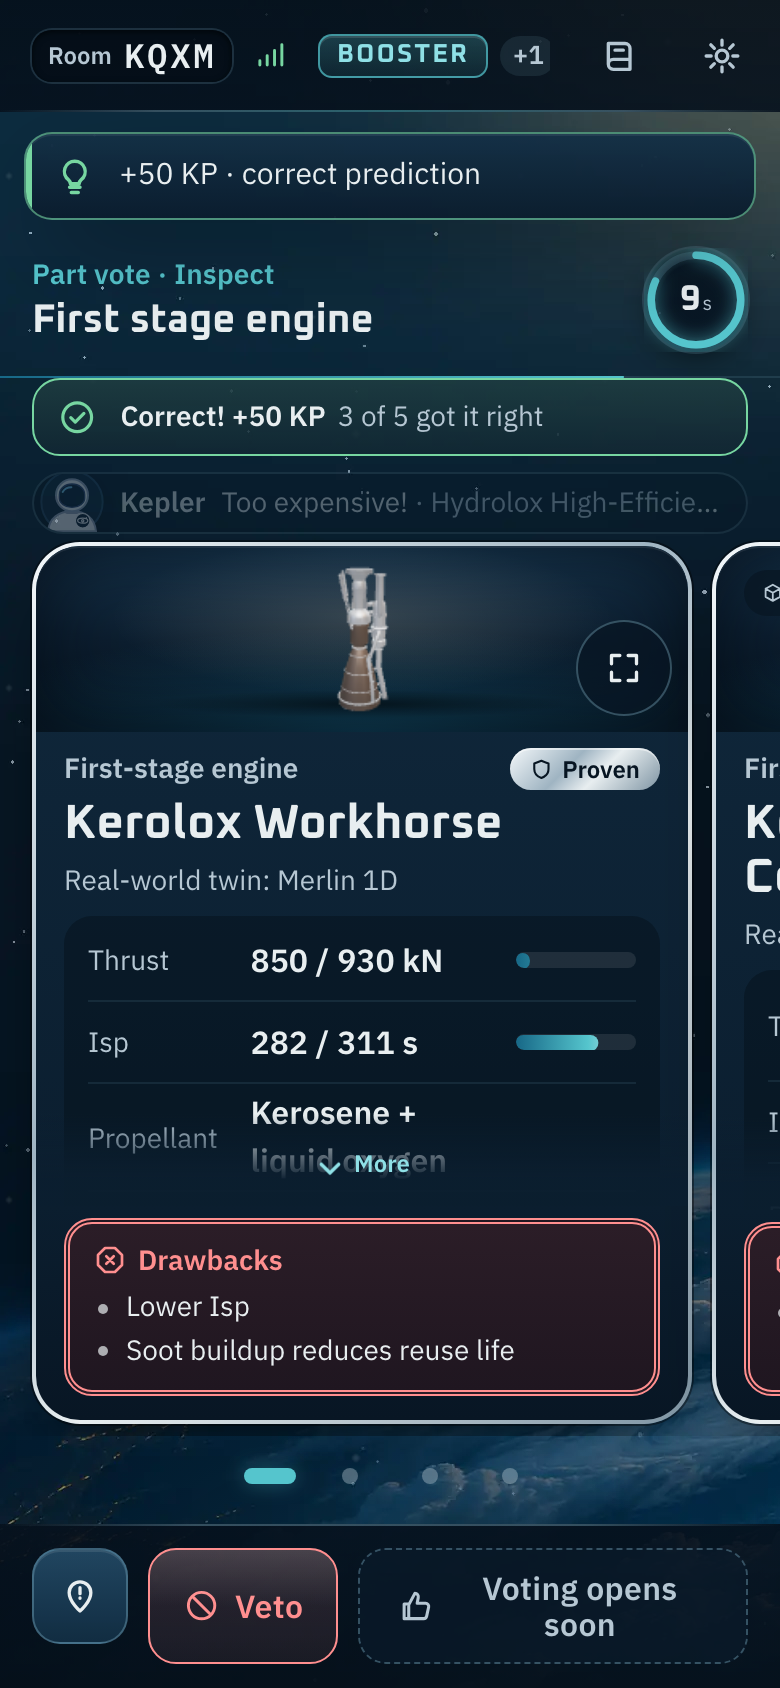 Room KQXM
BOOSTER
+1
+50 KP · correct prediction
Part vote · Inspect
First stage engine
9 s
Correct! +50 KP 3 of 5 got it right
Kepler Too expensive! · Hydrolox High-Efficie...
First-stage engine
Proven
Kerolox Workhorse
Real-world twin: Merlin 1D
Thrust 850 / 930 kN
Isp 282 / 311 s
Propellant Kerosene +
liquid oxygen
More
Drawbacks
Lower Isp
Soot buildup reduces reuse life
Veto
Voting opens
soon